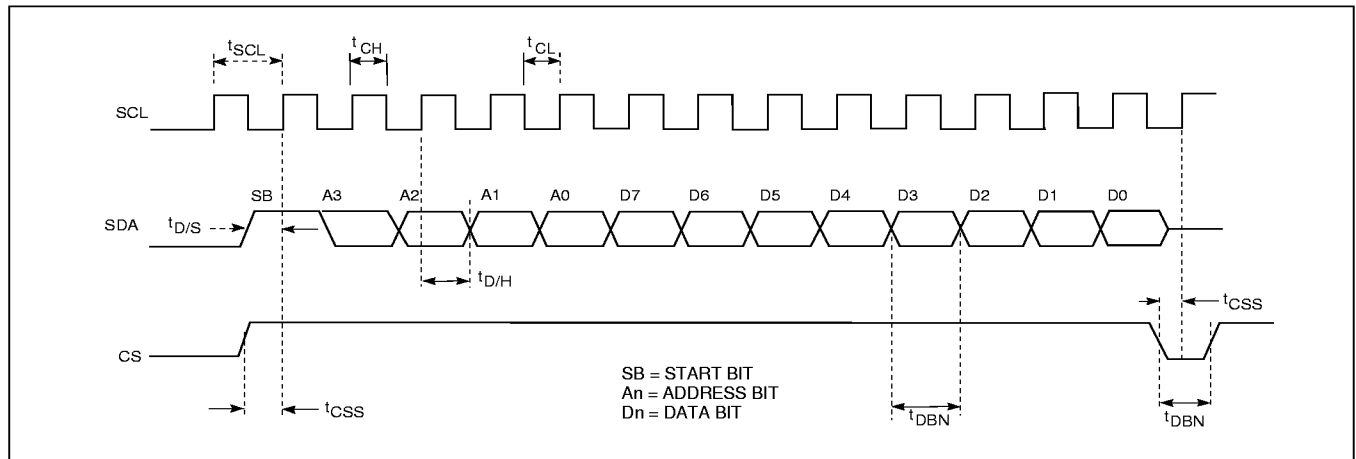 tSCL
tCH
tCL
SCL
SB A3 A2 A1 A0 D7 D6 D5 D4 D3 D2 D1 D0
SDA
tD/S
tD/H
tCSS
CS
SB = START BIT
An = ADDRESS BIT
Dn = DATA BIT
tCSS
tDBN
tDBN